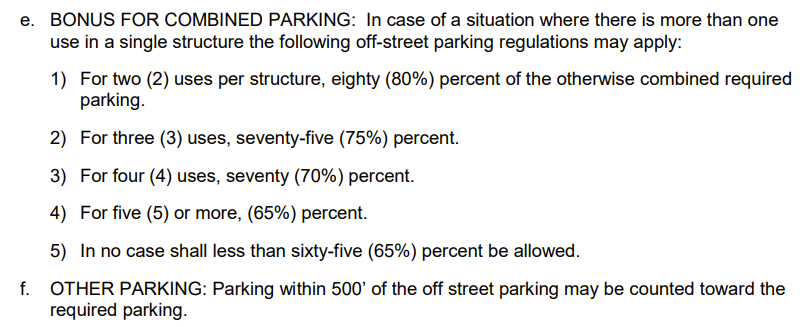 e. BONUS FOR COMBINED PARKING: In case of a situation where there is more than one
use in a single structure the following off-street parking regulations may apply:
1) For two (2) uses per structure, eighty (80%) percent of the otherwise combined required
parking.
2) For three (3) uses, seventy-five (75%) percent.
3) For four (4) uses, seventy (70%) percent.
4) For five (5) or more, (65%) percent.
5) In no case shall less than sixty-five (65%) percent be allowed.
f. OTHER PARKING: Parking within 500’ of the off street parking may be counted toward the
required parking.